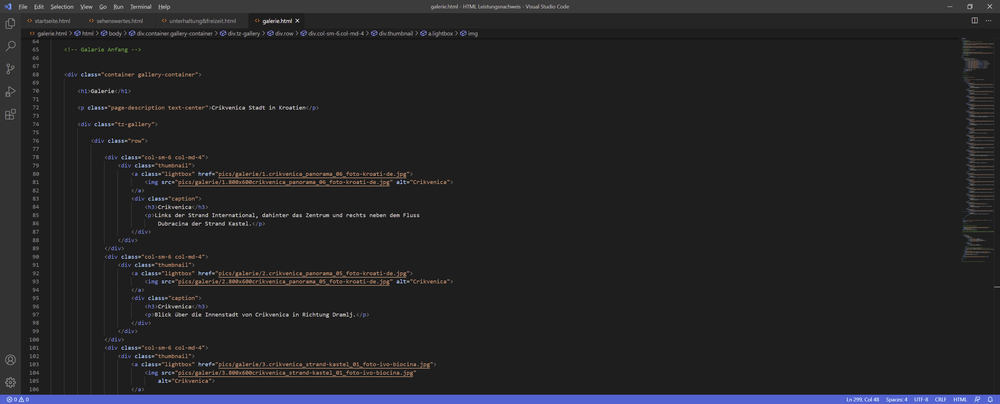 File Edit Selection View Go Run Terminal Help galerie.html - HTML Leistungsnachweis - Visual Studio Code
startseite.html sehenswertes.html unterhaltung&freizeit.html galerie.html
galerie.html > html > body > div.container.gallery-container > div.tz-gallery > div.row > div.col-sm-6.col-md-4 > div.thumbnail > a.lightbox > img
64
65 <!-- Galarie Anfang -->
66
67
68 <div class="container gallery-container">
69
70 <h1>Galerie</h1>
71
72 <p class="page-description text-center">Crikvenica Stadt in Kroatien</p>
73
74 <div class="tz-gallery">
75
76 <div class="row">
77
78 <div class="col-sm-6 col-md-4">
79 <div class="thumbnail">
80 <a class="lightbox" href="pics/galerie/1.crikvenica_panorama_06_foto-kroati-de.jpg">
81 <img src="pics/galerie/1.800x600crikvenica_panorama_06_foto-kroati-de.jpg" alt="Crikvenica">
82 </a>
83 <div class="caption">
84 <h3>Crikvenica</h3>
85 <p>Links der Strand International, dahinter das Zentrum und rechts neben dem Fluss
86 Dubracina der Strand Kastel.</p>
87 </div>
88 </div>
89 </div>
90 <div class="col-sm-6 col-md-4">
91 <div class="thumbnail">
92 <a class="lightbox" href="pics/galerie/2.crikvenica_panorama_05_foto-kroati-de.jpg">
93 <img src="pics/galerie/2.800x600crikvenica_panorama_05_foto-kroati-de.jpg" alt="Crikvenica">
94 </a>
95 <div class="caption">
96 <h3>Crikvenica</h3>
97 <p>Blick über die Innenstadt von Crikvenica in Richtung Dramlj.</p>
98 </div>
99 </div>
100 </div>
101 <div class="col-sm-6 col-md-4">
102 <div class="thumbnail">
103 <a class="lightbox" href="pics/galerie/3.crikvenica_strand-kastel_01_foto-ivo-biocina.jpg">
104 <img src="pics/galerie/3.800x600crikvenica_strand-kastel_01_foto-ivo-biocina.jpg"
105 alt="Crikvenica">
106 </a>
0 0 Ln 299, Col 48 Spaces: 4 UTF-8 CRLF HTML